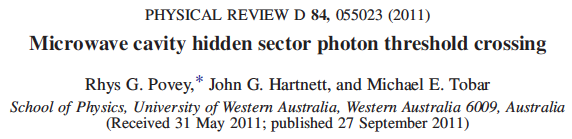 PHYSICAL REVIEW D 84, 055023 (2011)
Microwave cavity hidden sector photon threshold crossing
Rhys G. Povey,* John G. Hartnett, and Michael E. Tobar
School of Physics, University of Western Australia, Western Australia 6009, Australia
(Received 31 May 2011; published 27 September 2011)